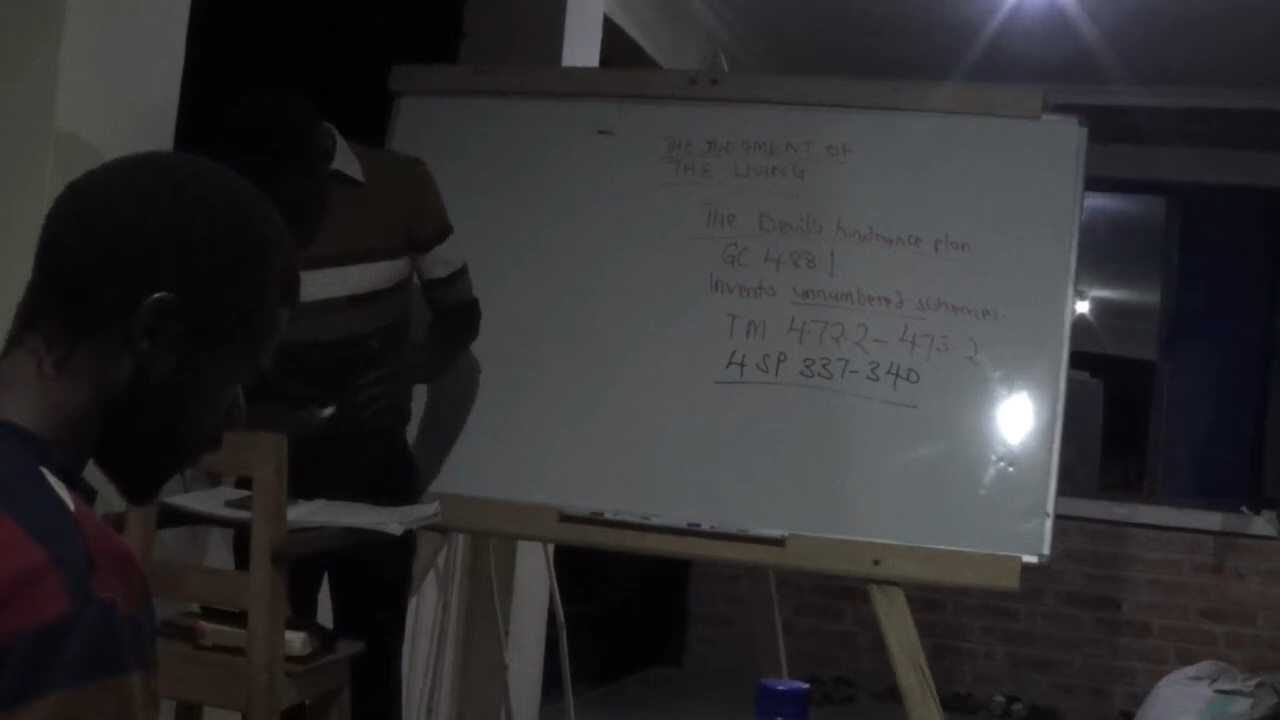 THE JUDGMENT OF
THE LIVING
The Devil's hindrance plan
GC 488.1
Invents unnumbered schemes.
TM 472.2-475.2
4SP 337-340